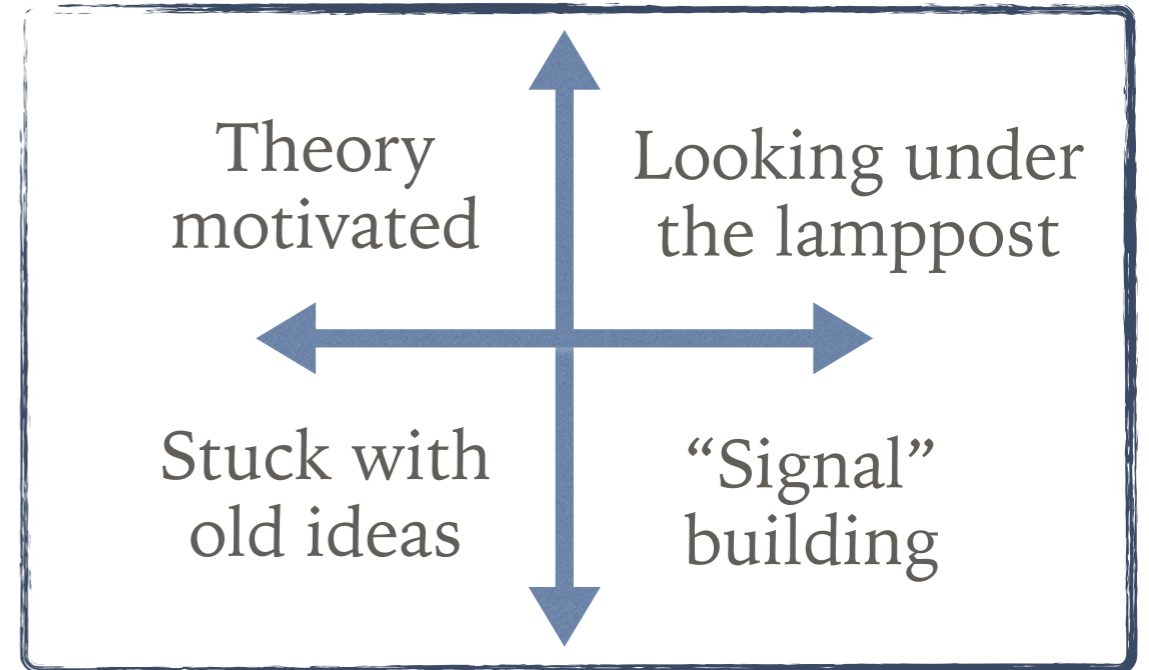 Theory
motivated
Looking under
the lamppost
Stuck with
old ideas
“Signal”
building